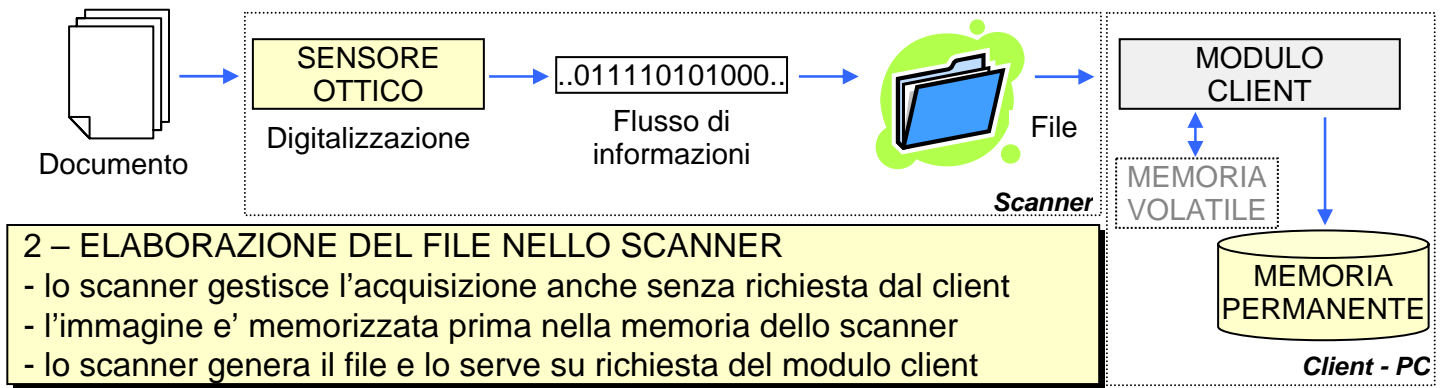 SENSORE
OTTICO
..011110101000..
MODULO
CLIENT
Documento
Digitalizzazione
Flusso di
informazioni
File
Scanner
MEMORIA
VOLATILE
MEMORIA
PERMANENTE
Client - PC
2 – ELABORAZIONE DEL FILE NELLO SCANNER
- lo scanner gestisce l’acquisizione anche senza richiesta dal client
- l’immagine e’ memorizzata prima nella memoria dello scanner
- lo scanner genera il file e lo serve su richiesta del modulo client